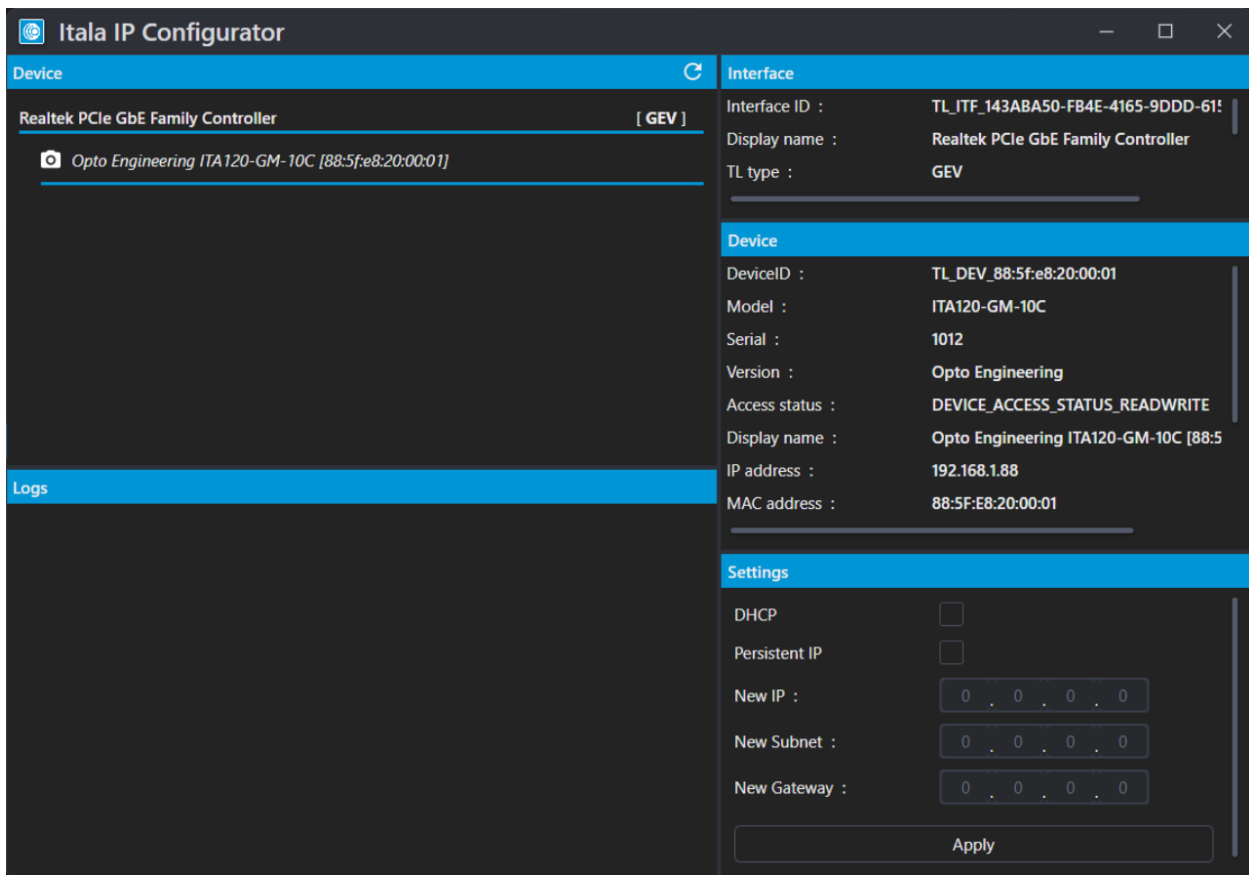 Itala IP Configurator
Device
Realtek PCIe GbE Family Controller [ GEV ]
Opto Engineering ITA120-GM-10C [88:5f:e8:20:00:01]
Logs
Interface
Interface ID : TL_ITF_143ABA50-FB4E-4165-9DDD-615
Display name : Realtek PCIe GbE Family Controller
TL type : GEV
Device
DeviceID : TL_DEV_88:5f:e8:20:00:01
Model : ITA120-GM-10C
Serial : 1012
Version : Opto Engineering
Access status : DEVICE_ACCESS_STATUS_READWRITE
Display name : Opto Engineering ITA120-GM-10C [88:5
IP address : 192.168.1.88
MAC address : 88:5F:E8:20:00:01
Settings
DHCP
Persistent IP
New IP : 0 . 0 . 0 . 0
New Subnet : 0 . 0 . 0 . 0
New Gateway : 0 . 0 . 0 . 0
Apply